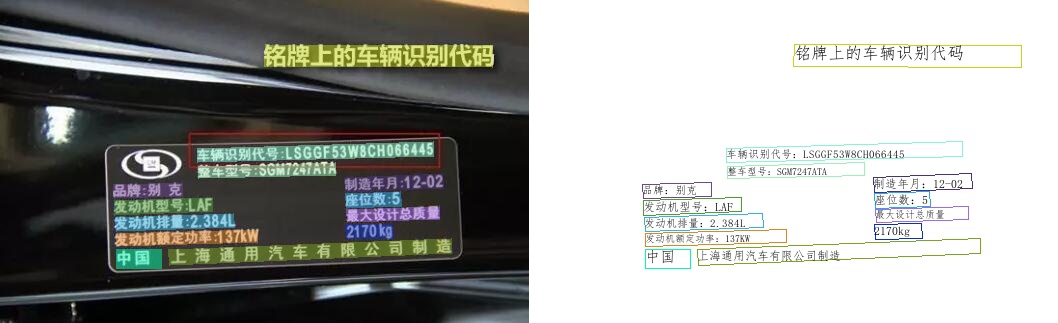 铭牌上的车辆识别代码
车辆识别代号:LSGGF53W8CH066445
整车型号:SGM7247ATA
品牌:别克 制造年月:12-02
发动机型号:LAF 座位数:5
发动机排量:2.384L 最大设计总质量
发动机额定功率:137kW 2170kg
中国 上海通用汽车有限公司制造
铭牌上的车辆识别代码
车辆识别代号:LSGGF53W8CH066445
整车型号:SGM7247ATA
品牌:别克 制造年月:12-02
发动机型号:LAF 座位数:5
发动机排量:2.384L 最大设计总质量
发动机额定功率:137KW 2170kg
中国 上海通用汽车有限公司制造